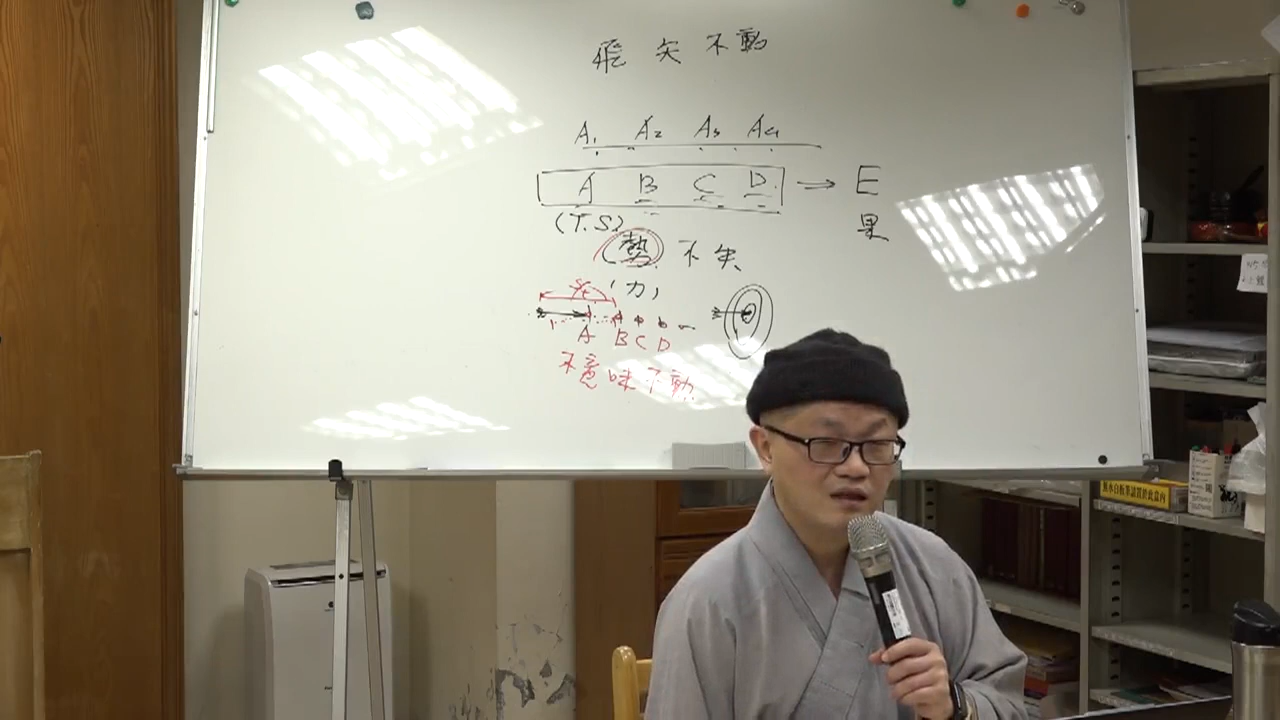 飛矢不動
A₁ A₂ A₃ A₄
A B C D → E
(T.S) 果
(勢) 不失
(力)
A B C D
不意味不動